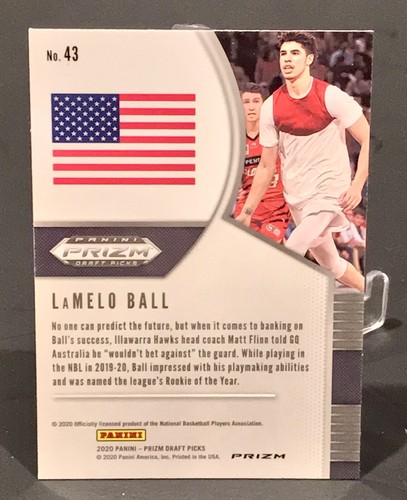 No. 43
PANINI
PRIZM
DRAFT PICKS
LAMELO BALL
No one can predict the future, but when it comes to banking on
Ball's success, Illawarra Hawks head coach Matt Flinn told GQ
Australia he "wouldn't bet against" the guard. While playing in
the NBL in 2019-20, Ball impressed with his playmaking abilities
and was named the league's Rookie of the Year.
© 2020 Officially licensed product of the National Basketball Players Association.
PANINI
2020 PANINI – PRIZM DRAFT PICKS
© 2020 Panini America, Inc. Printed in the USA.
PRIZM